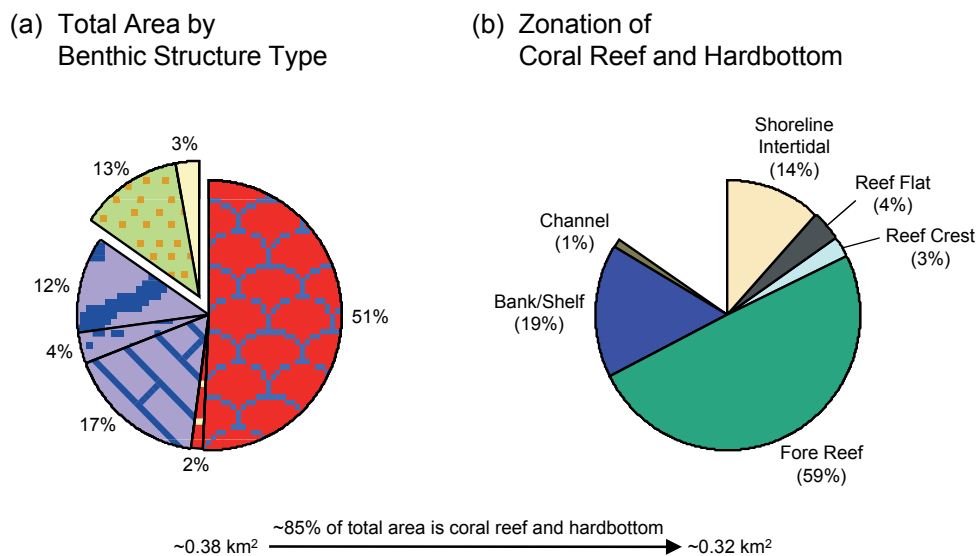 (a) Total Area by
Benthic Structure Type
3%
13%
12%
4%
17%
2%
51%
(b) Zonation of
Coral Reef and Hardbottom
Shoreline
Intertidal
(14%)
Reef Flat
(4%)
Reef Crest
(3%)
Channel
(1%)
Bank/Shelf
(19%)
Fore Reef
(59%)
~0.38 km²
~85% of total area is coral reef and hardbottom
~0.32 km²